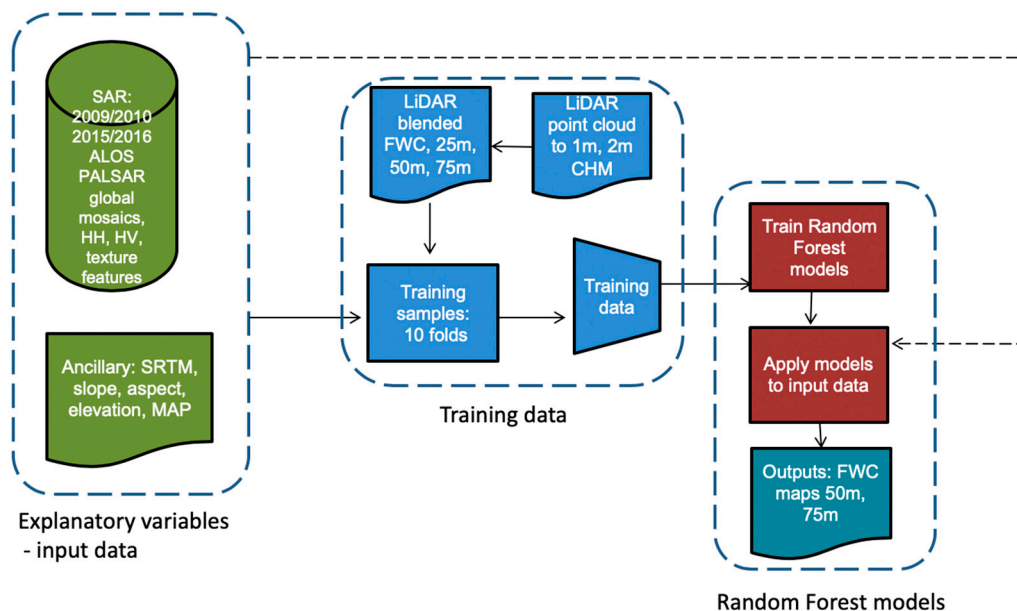 SAR:
2009/2010
2015/2016
ALOS
PALSAR
global
mosaics,
HH, HV,
texture
features
Ancillary: SRTM,
slope, aspect,
elevation, MAP
Explanatory variables
- input data
LiDAR
blended
FWC, 25m,
50m, 75m
LiDAR
point cloud
to 1m, 2m
CHM
Training
samples:
10 folds
Training
data
Training data
Train Random
Forest
models
Apply models
to input data
Outputs: FWC
maps 50m,
75m
Random Forest models